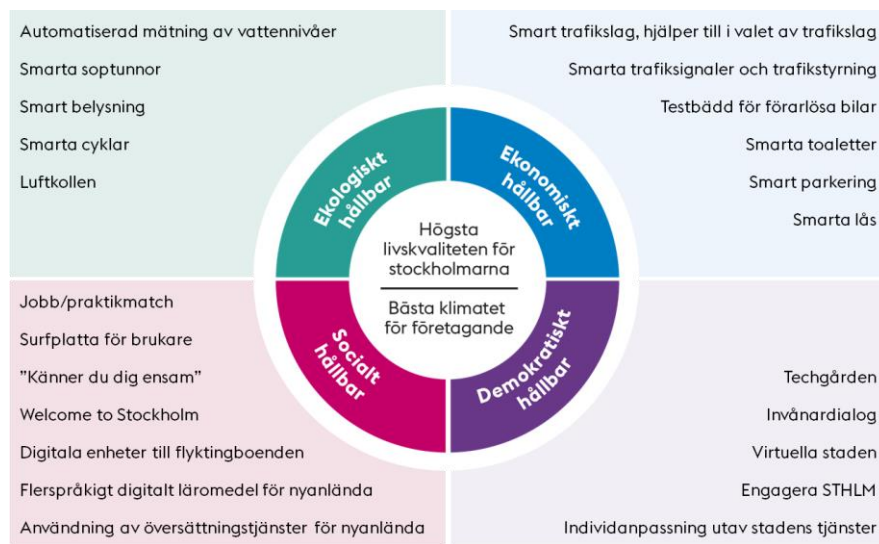 Automatiserad mätning av vattennivåer
Smarta soptunnor
Smart belysning
Smarta cyklar
Luftkollen
Smart trafikslag, hjälper till i valet av trafikslag
Smarta trafiksignaler och trafikstyrning
Testbädd för förarlösa bilar
Smarta toaletter
Smart parkering
Smarta lås
Ekologiskt
hållbar
Ekonomiskt
hållbar
Högsta
livskvaliteten för
stockholmarna
Bästa klimatet
för företagande
Socialt
hållbar
Demokratiskt
hållbar
Jobb/praktikmatch
Surfplatta för brukare
”Känner du dig ensam”
Welcome to Stockholm
Digitala enheter till flyktingboenden
Flerspråkigt digitalt läromedel för nyanlända
Användning av översättningstjänster för nyanlända
Techgården
Invånardialog
Virtuella staden
Engagera STHLM
Individanpassning utav stadens tjänster